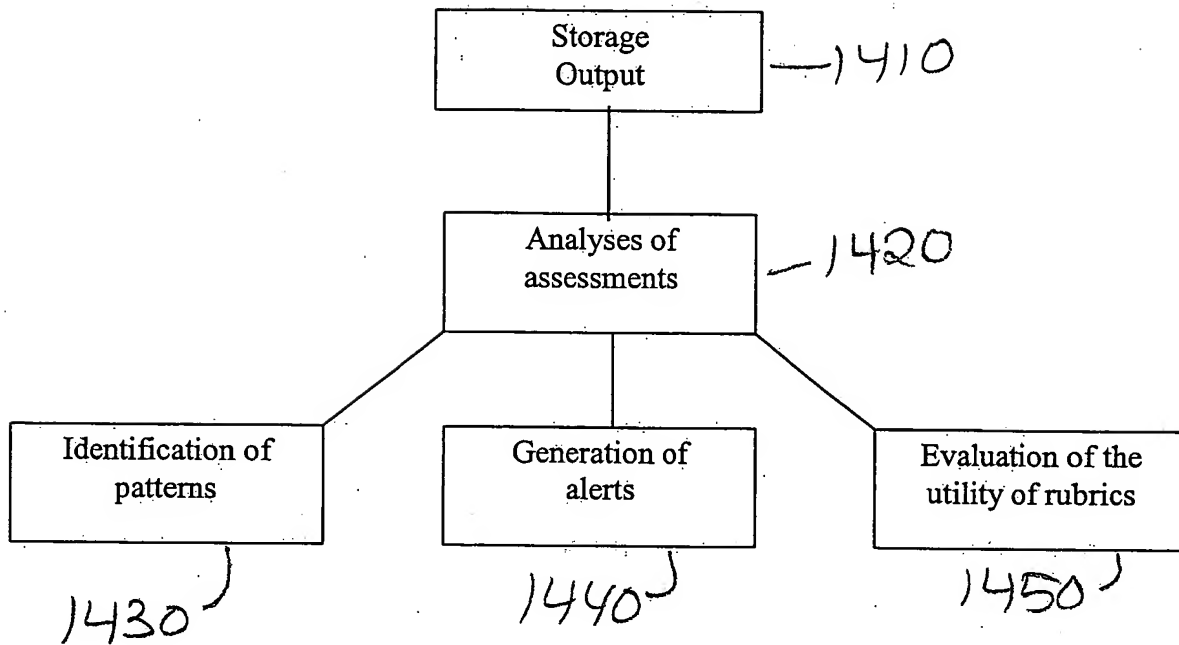 Storage
Output
1410
Analyses of
assessments
1420
Identification of
patterns
1430
Generation of
alerts
1440
Evaluation of the
utility of rubrics
1450